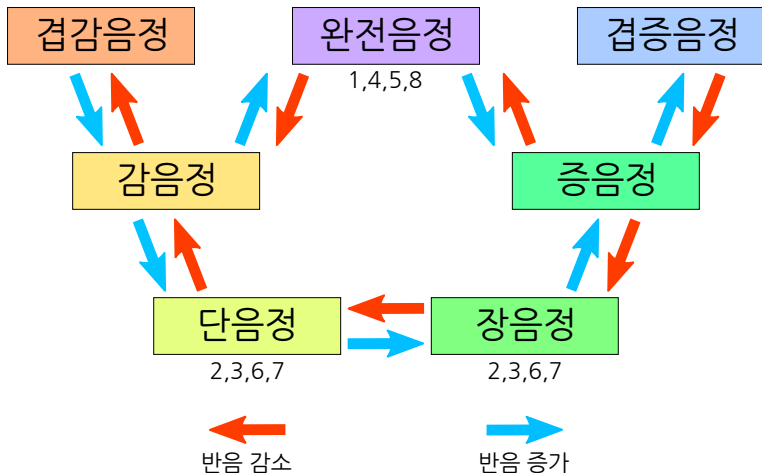 겹감음정
완전음정
겹증음정
1,4,5,8
감음정
증음정
단음정
장음정
2,3,6,7
2,3,6,7
반음 감소
반음 증가